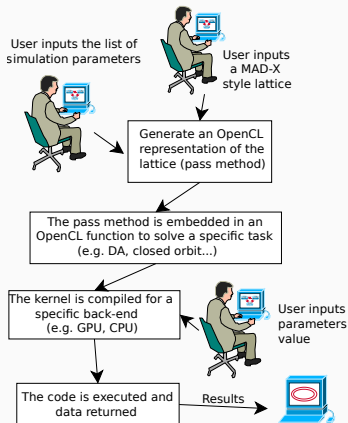 User inputs the list of
simulation parameters
User inputs
a MAD-X
style lattice
Generate an OpenCL
representation of the
lattice (pass method)
The pass method is embedded in an
OpenCL function to solve a specific task
(e.g. DA, closed orbit...)
The kernel is compiled for a
specific back-end
(e.g. GPU, CPU)
User inputs
parameters
value
The code is executed and
data returned
Results